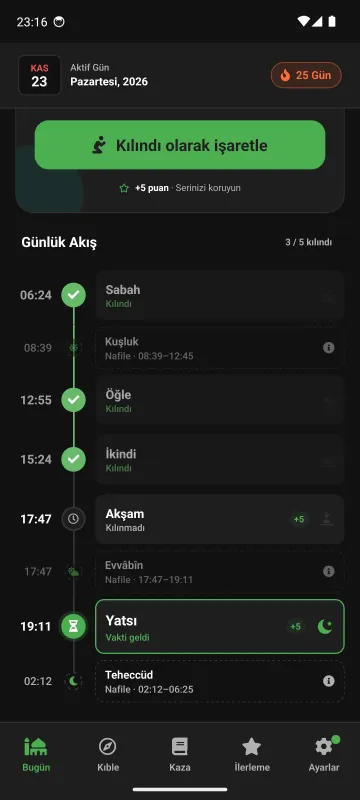 23:16
KAS
23
Aktif Gün
Pazartesi, 2026
25 Gün
Kılındı olarak işaretle
+5 puan · Serinizi koruyun
Günlük Akış
3 / 5 kılındı
06:24
Sabah
Kılındı
08:39
Kuşluk
Nafile · 08:39–12:45
12:55
Öğle
Kılındı
15:24
İkindi
Kılındı
17:47
Akşam
Kılınmadı
+5
17:47
Evvâbîn
Nafile · 17:47–19:11
19:11
Yatsı
Vakti geldi
+5
02:12
Teheccüd
Nafile · 02:12–06:25
Bugün
Kıble
Kaza
İlerleme
Ayarlar